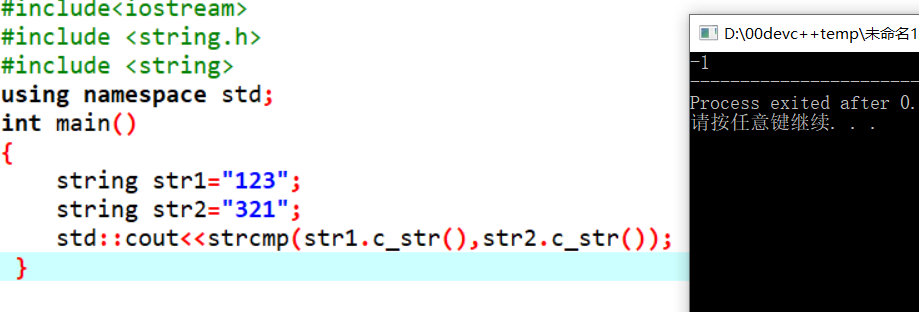 #include<iostream>
#include <string.h>
#include <string>
using namespace std;
int main()
{
    string str1="123";
    string str2="321";
    std::cout<<strcmp(str1.c_str(),str2.c_str());
}
D:\00devc++temp\未命名1
-1
--------------------------------
Process exited after 0.
请按任意键继续. . .